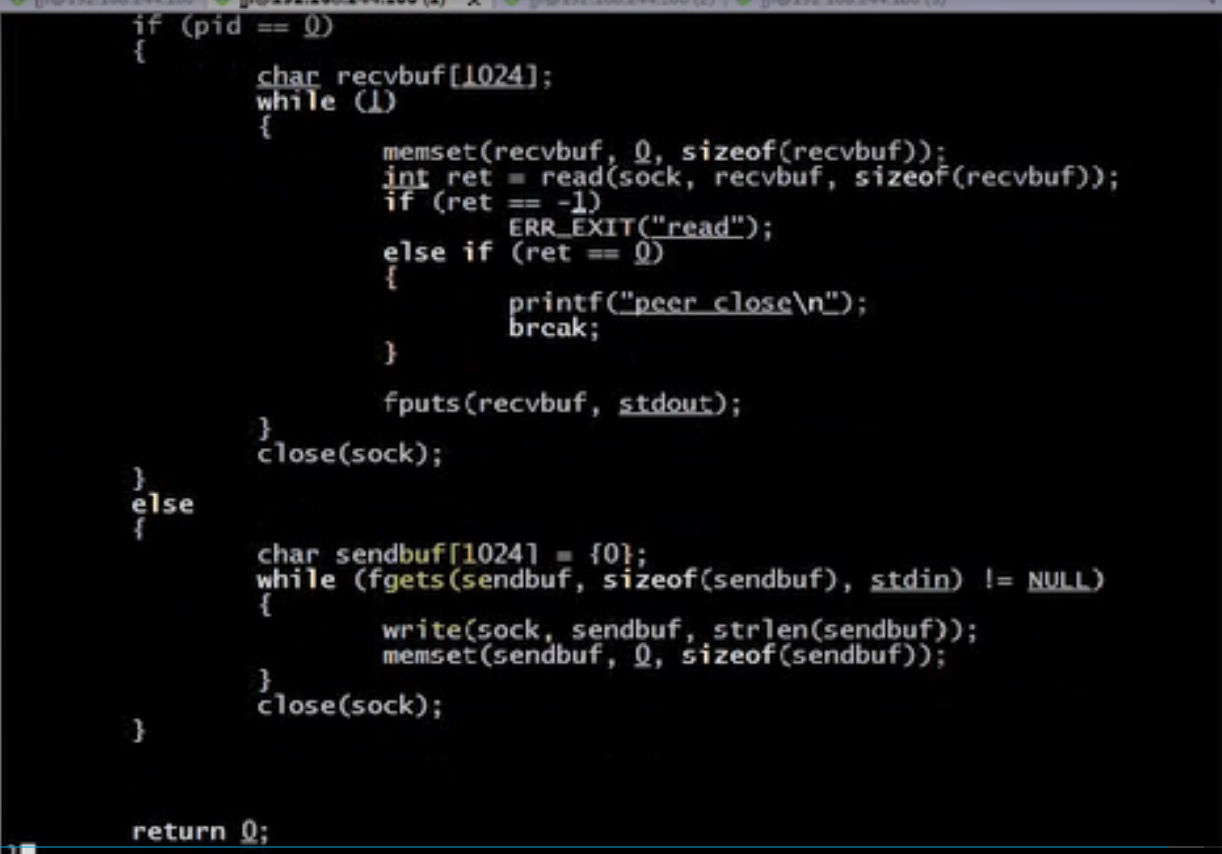 if (pid == 0)
{
char recvbuf[1024];
while (1)
{
memset(recvbuf, 0, sizeof(recvbuf));
int ret = read(sock, recvbuf, sizeof(recvbuf));
if (ret == -1)
ERR_EXIT("read");
else if (ret == 0)
{
printf("peer close\n");
break;
}
fputs(recvbuf, stdout);
}
close(sock);
}
else
{
char sendbuf[1024] = {0};
while (fgets(sendbuf, sizeof(sendbuf), stdin) != NULL)
{
write(sock, sendbuf, strlen(sendbuf));
memset(sendbuf, 0, sizeof(sendbuf));
}
close(sock);
}
return 0;
}